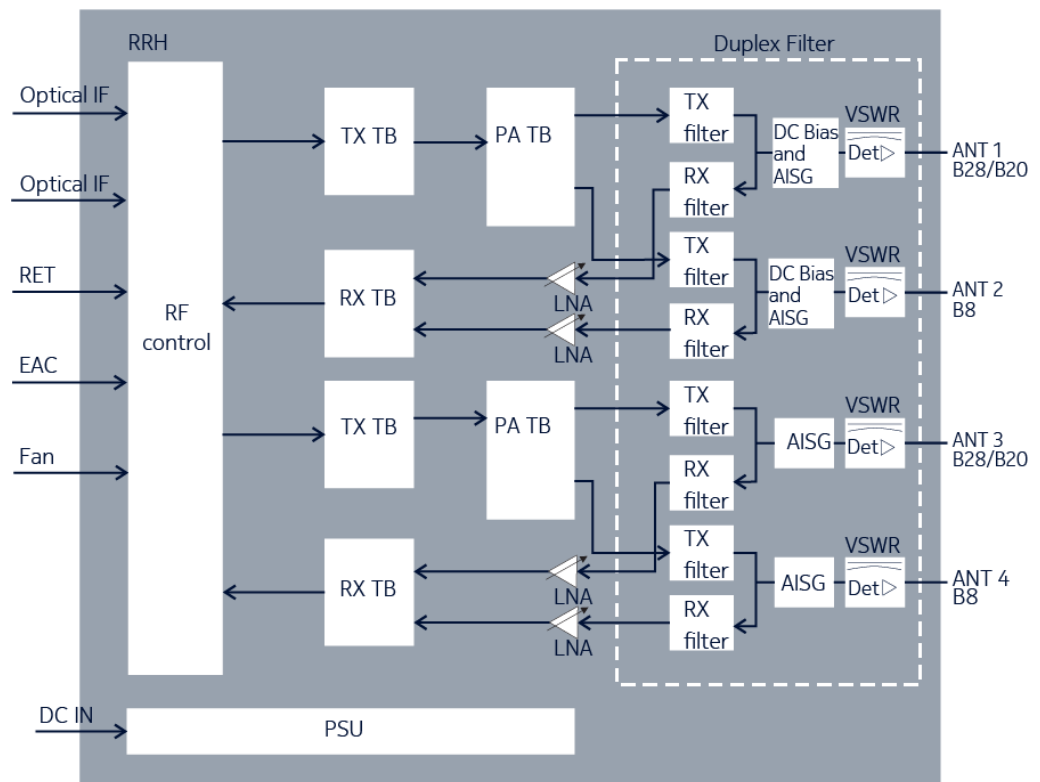 RRH
Duplex Filter
Optical IF
Optical IF
RET
EAC
Fan
DC IN
RF
control
TX TB
PA TB
RX TB
LNA
LNA
TX
filter
RX
filter
TX
filter
RX
filter
DC Bias
and
AISG
VSWR
Det
ANT 1
B28/B20
DC Bias
and
AISG
VSWR
Det
ANT 2
B8
TX TB
PA TB
RX TB
LNA
LNA
TX
filter
RX
filter
TX
filter
RX
filter
AISG
VSWR
Det
ANT 3
B28/B20
AISG
VSWR
Det
ANT 4
B8
PSU